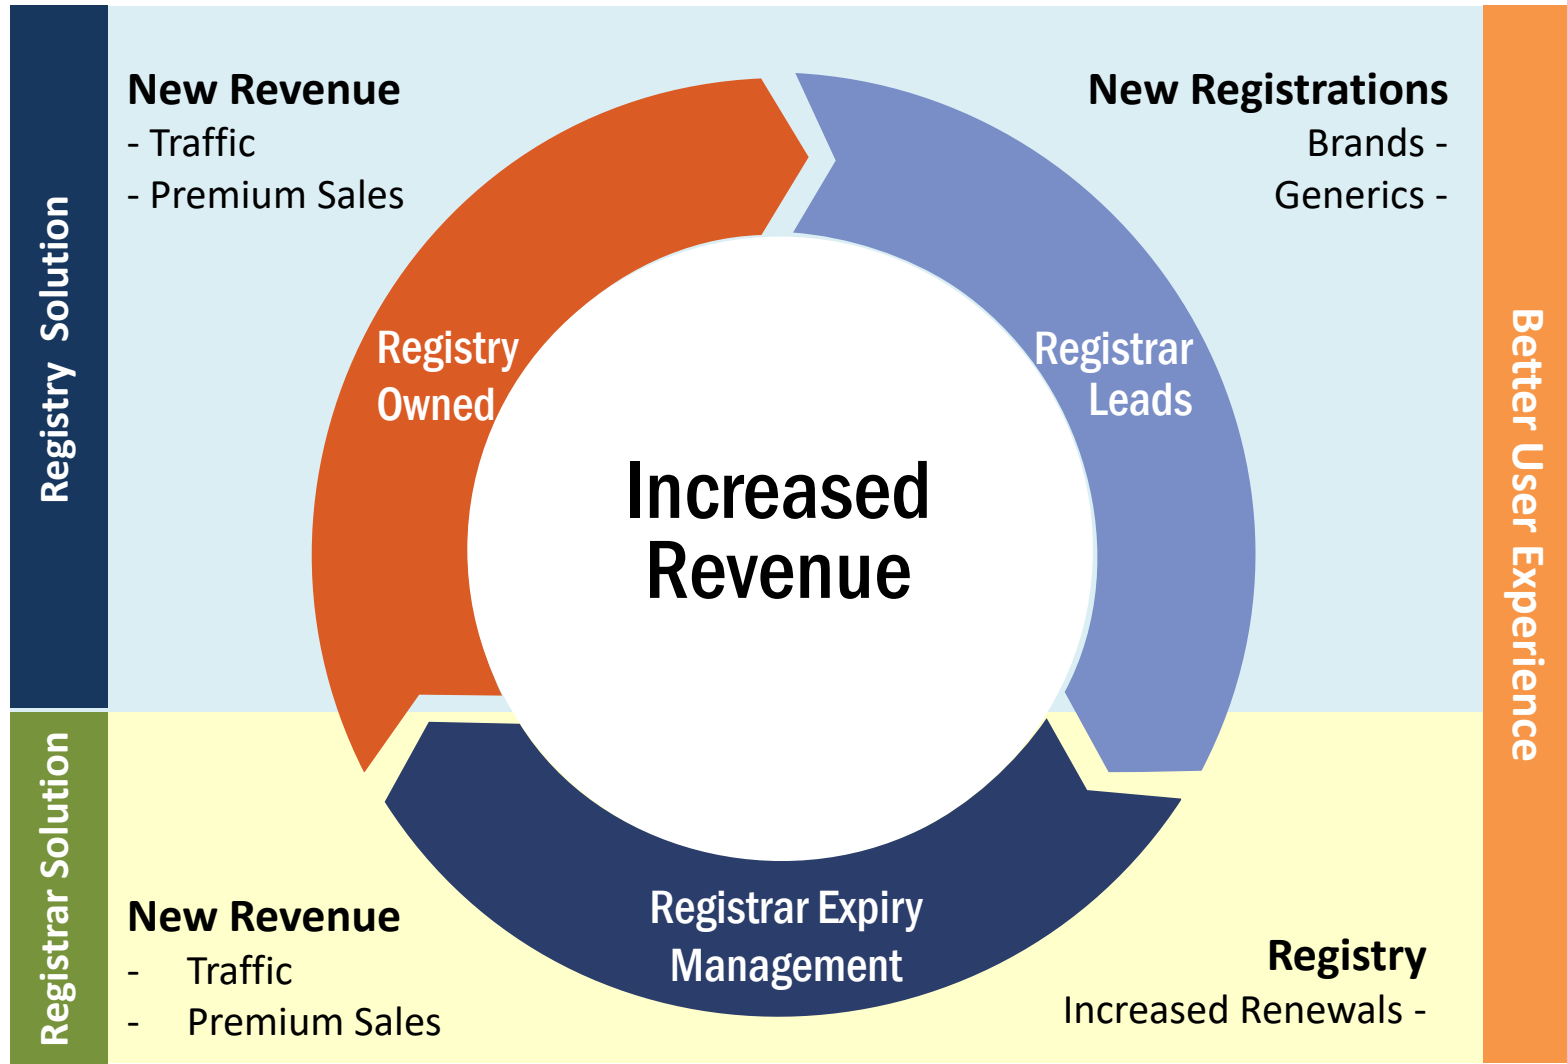 Registry Solution
New Revenue
- Traffic
- Premium Sales
New Registrations
Brands -
Generics -
Registry
Owned
Registrar
Leads
Increased
Revenue
Better User Experience
Registrar Solution
New Revenue
- Traffic
- Premium Sales
Registrar Expiry
Management
Registry
Increased Renewals -